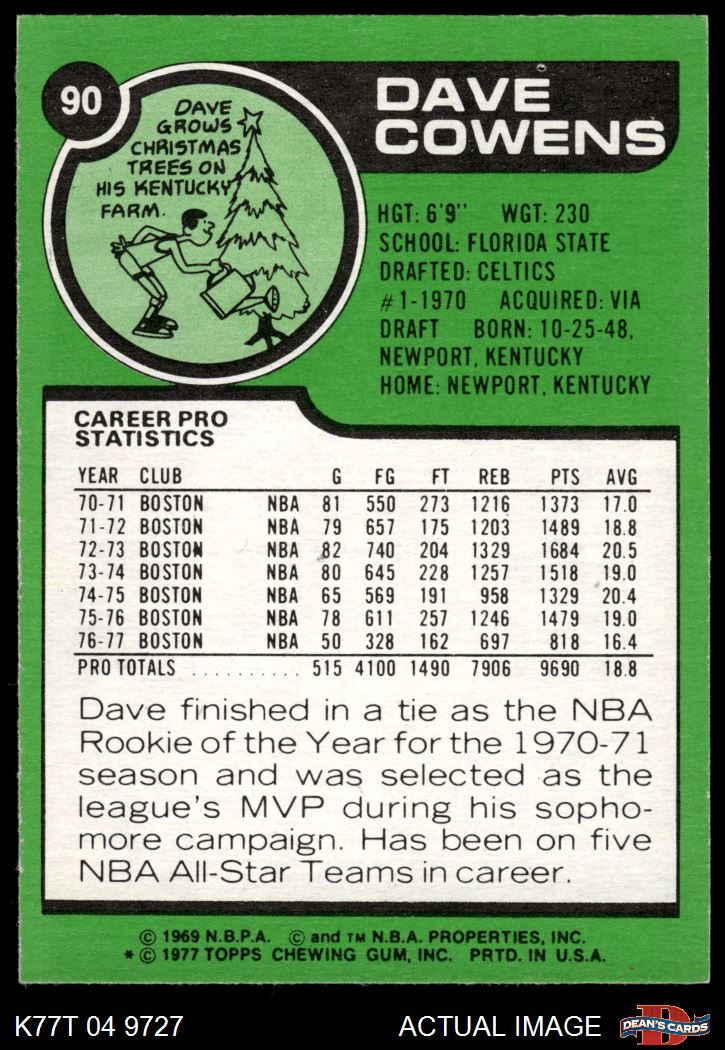 90
DAVE
GROWS
CHRISTMAS
TREES ON
HIS KENTUCKY
FARM.
DAVE
COWENS
HGT: 6'9" WGT: 230
SCHOOL: FLORIDA STATE
DRAFTED: CELTICS
#1-1970 ACQUIRED: VIA
DRAFT BORN: 10-25-48,
NEWPORT, KENTUCKY
HOME: NEWPORT, KENTUCKY
CAREER PRO
STATISTICS
YEAR CLUB G FG FT REB PTS AVG
70-71 BOSTON NBA 81 550 273 1216 1373 17.0
71-72 BOSTON NBA 79 657 175 1203 1489 18.8
72-73 BOSTON NBA 82 740 204 1329 1684 20.5
73-74 BOSTON NBA 80 645 228 1257 1518 19.0
74-75 BOSTON NBA 65 569 191 958 1329 20.4
75-76 BOSTON NBA 78 611 257 1246 1479 19.0
76-77 BOSTON NBA 50 328 162 697 818 16.4
PRO TOTALS .......... 515 4100 1490 7906 9690 18.8
Dave finished in a tie as the NBA
Rookie of the Year for the 1970-71
season and was selected as the
league's MVP during his sopho-
more campaign. Has been on five
NBA All-Star Teams in career.
© 1969 N.B.P.A. © and TM N.B.A. PROPERTIES, INC.
* © 1977 TOPPS CHEWING GUM, INC. PRTD. IN U.S.A.
K77T 04 9727 ACTUAL IMAGE
D
DEAN'S CARDS